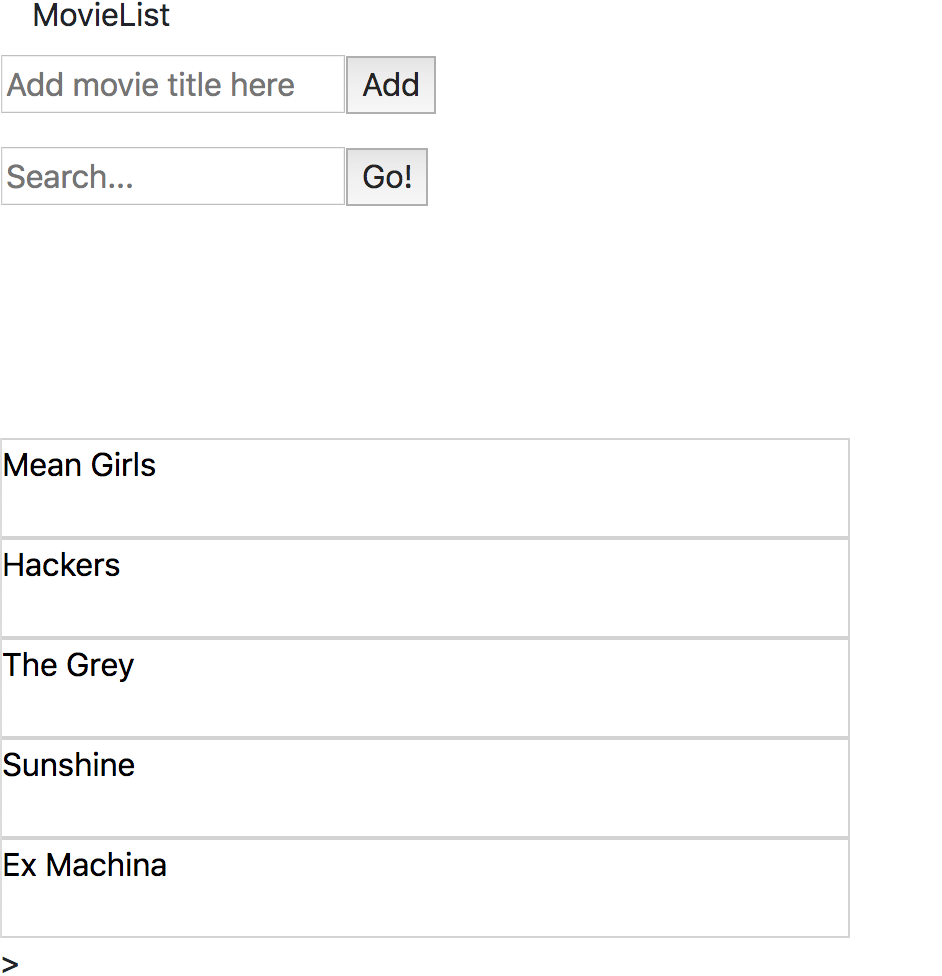 MovieList
Add movie title here Add
Search... Go!
Mean Girls
Hackers
The Grey
Sunshine
Ex Machina
>